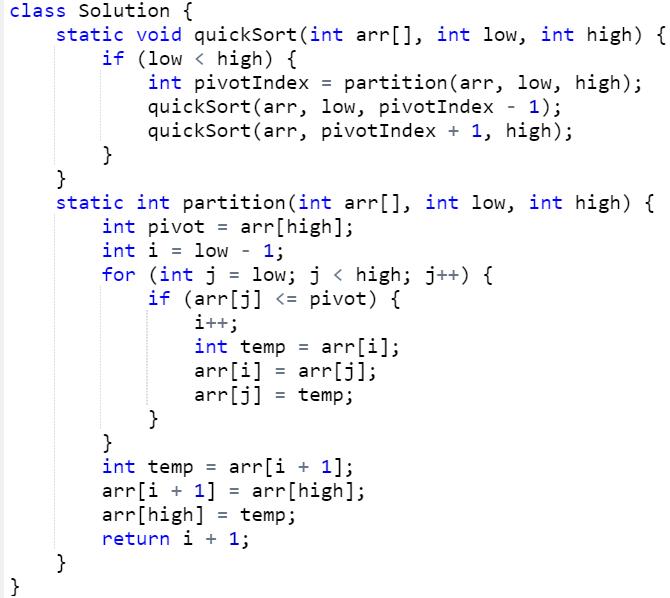 class Solution {
    static void quickSort(int arr[], int low, int high) {
        if (low < high) {
            int pivotIndex = partition(arr, low, high);
            quickSort(arr, low, pivotIndex - 1);
            quickSort(arr, pivotIndex + 1, high);
        }
    }
    static int partition(int arr[], int low, int high) {
        int pivot = arr[high];
        int i = low - 1;
        for (int j = low; j < high; j++) {
            if (arr[j] <= pivot) {
                i++;
                int temp = arr[i];
                arr[i] = arr[j];
                arr[j] = temp;
            }
        }
        int temp = arr[i + 1];
        arr[i + 1] = arr[high];
        arr[high] = temp;
        return i + 1;
    }
}